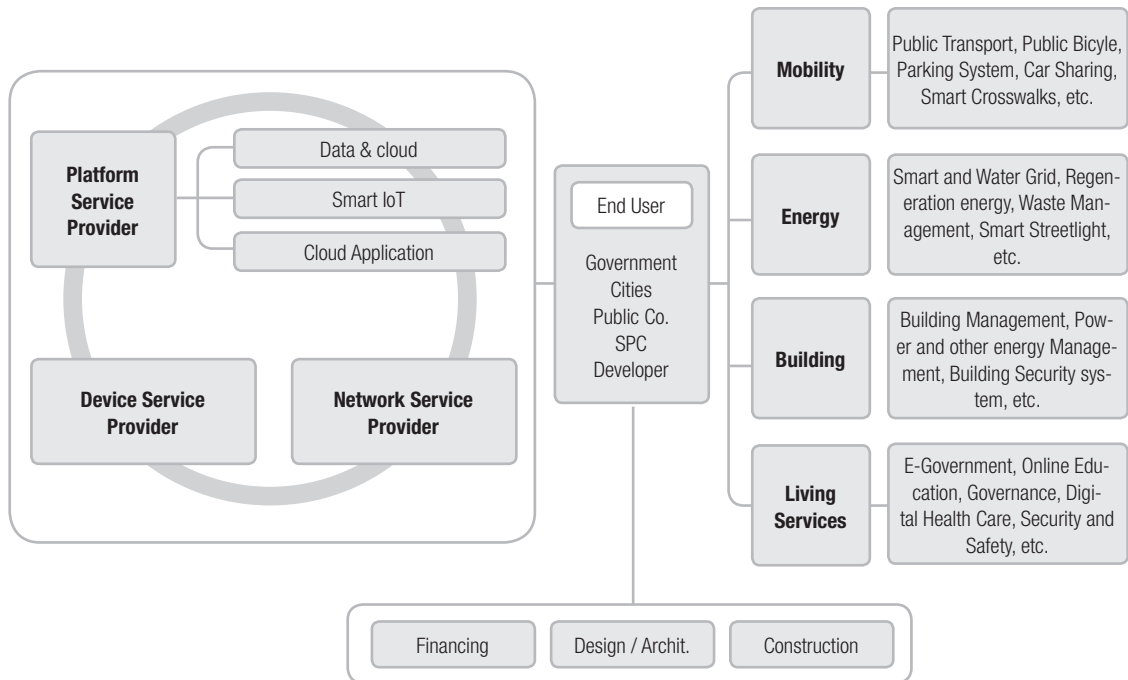 Platform
Service
Provider
Data & cloud
Smart IoT
Cloud Application
Device Service
Provider
Network Service
Provider
End User
Government
Cities
Public Co.
SPC
Developer
Mobility
Public Transport, Public Bicyle,
Parking System, Car Sharing,
Smart Crosswalks, etc.
Energy
Smart and Water Grid, Regen-
eration energy, Waste Man-
agement, Smart Streetlight,
etc.
Building
Building Management, Pow-
er and other energy Manage-
ment, Building Security sys-
tem, etc.
Living
Services
E-Government, Online Edu-
cation, Governance, Digi-
tal Health Care, Security and
Safety, etc.
Financing
Design / Archit.
Construction